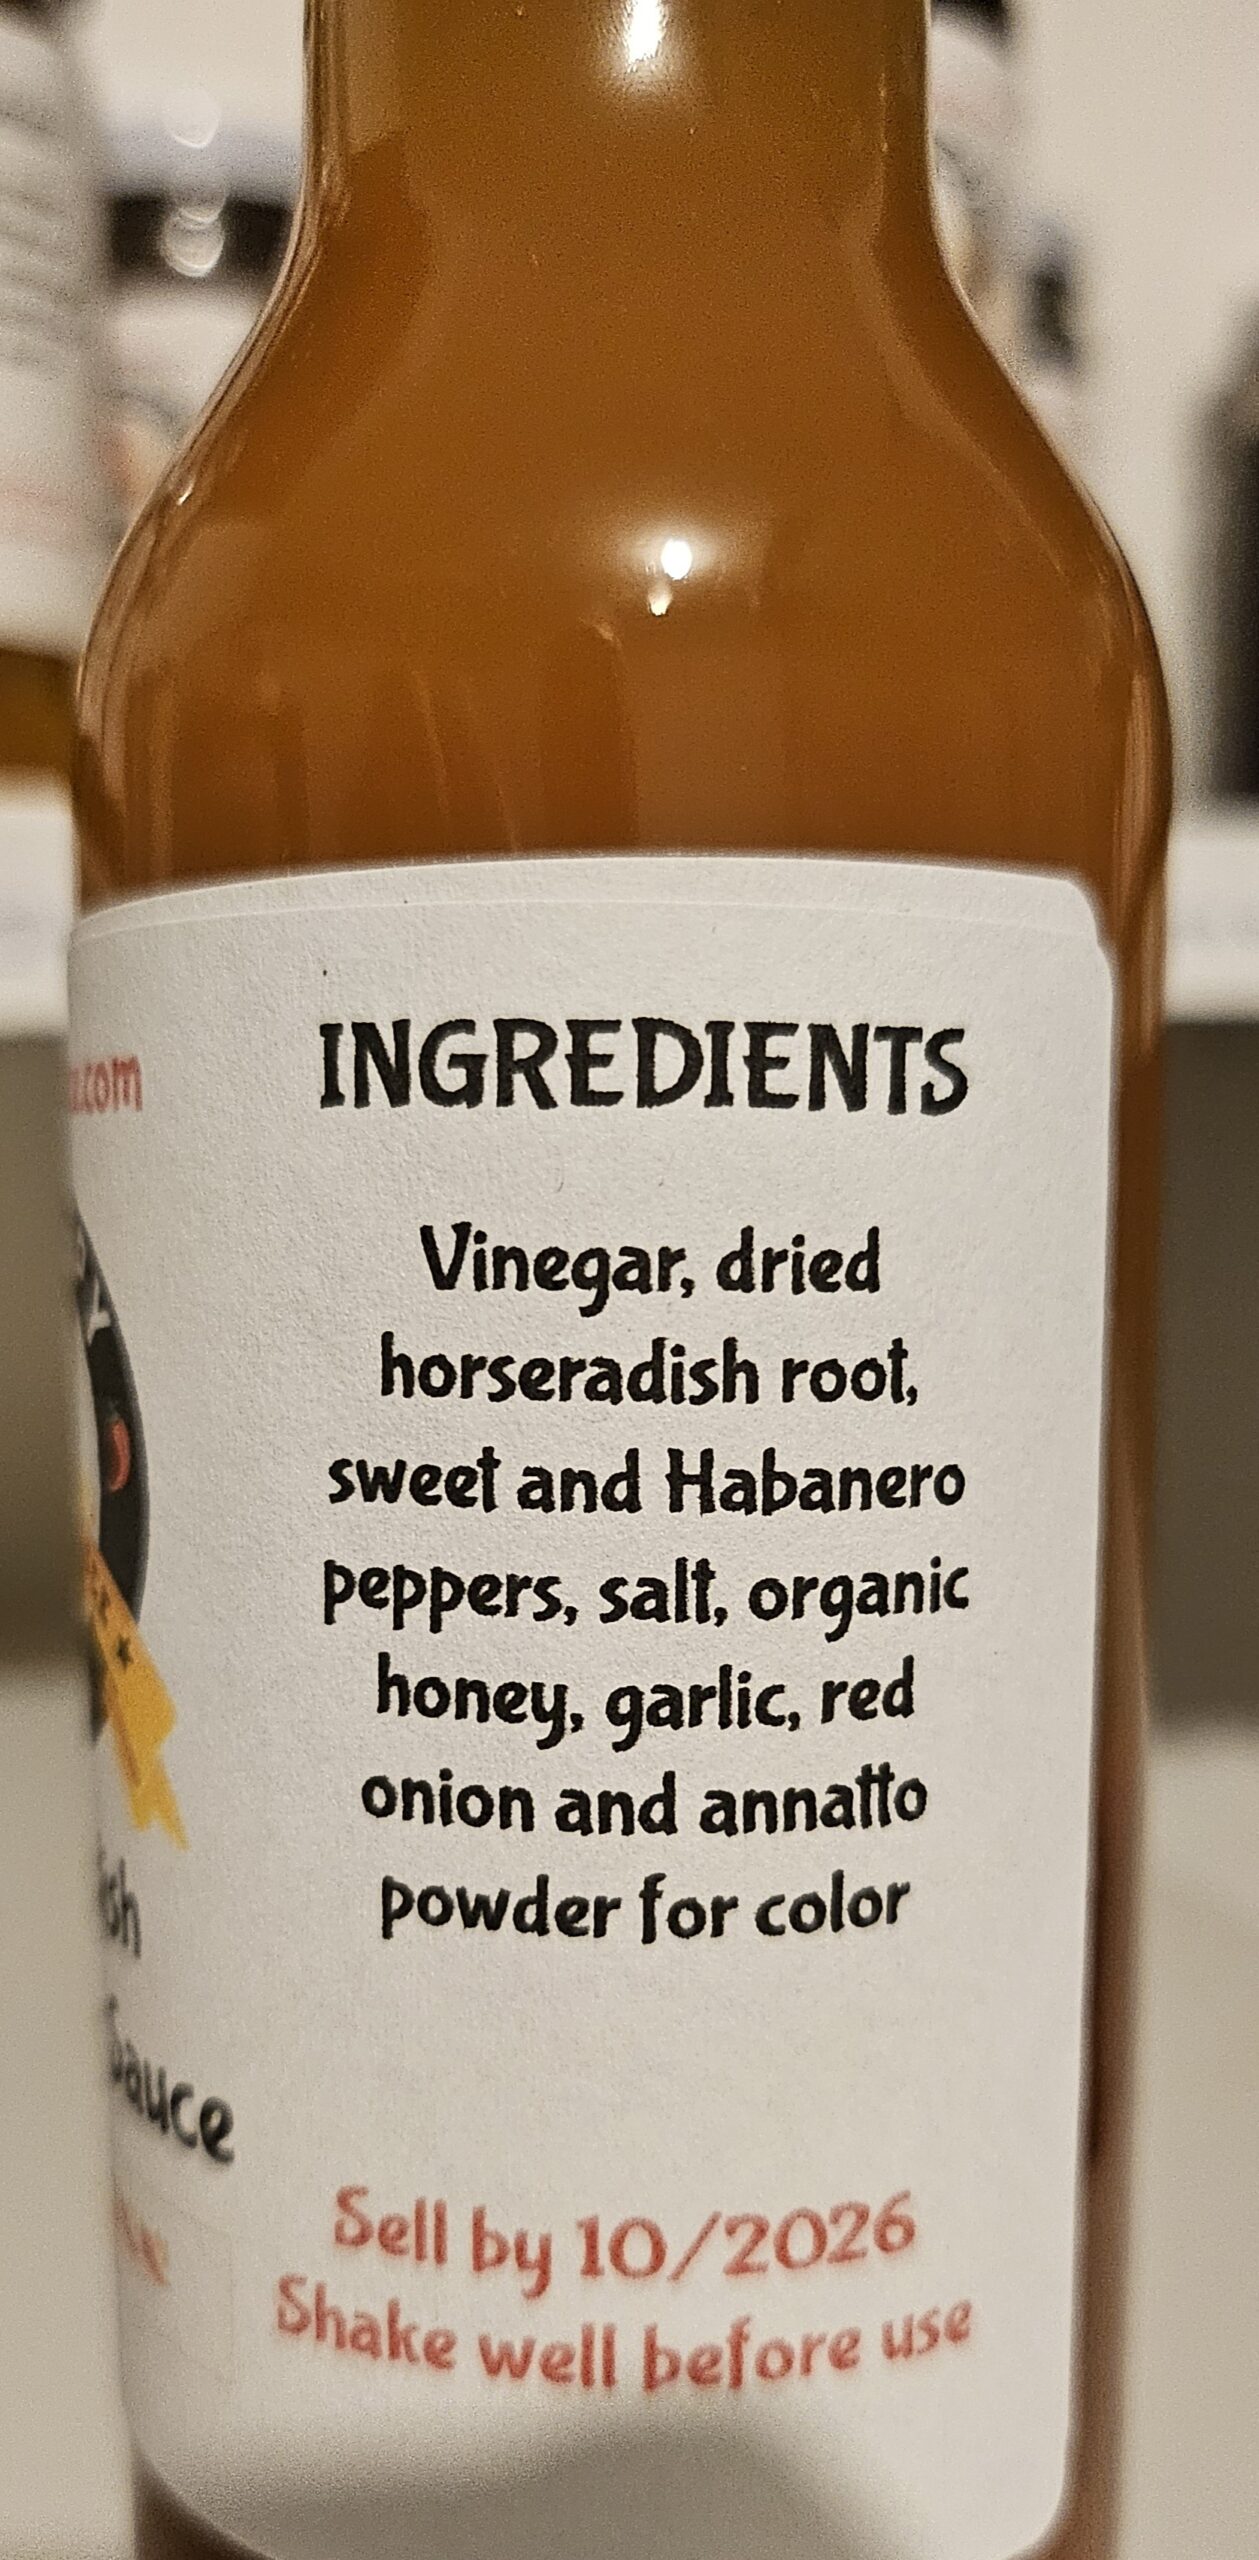 .com
INGREDIENTS
Vinegar, dried
horseradish root,
sweet and Habanero
peppers, salt, organic
honey, garlic, red
onion and annatto
powder for color
Sauce
Sell by 10/2026
Shake well before use